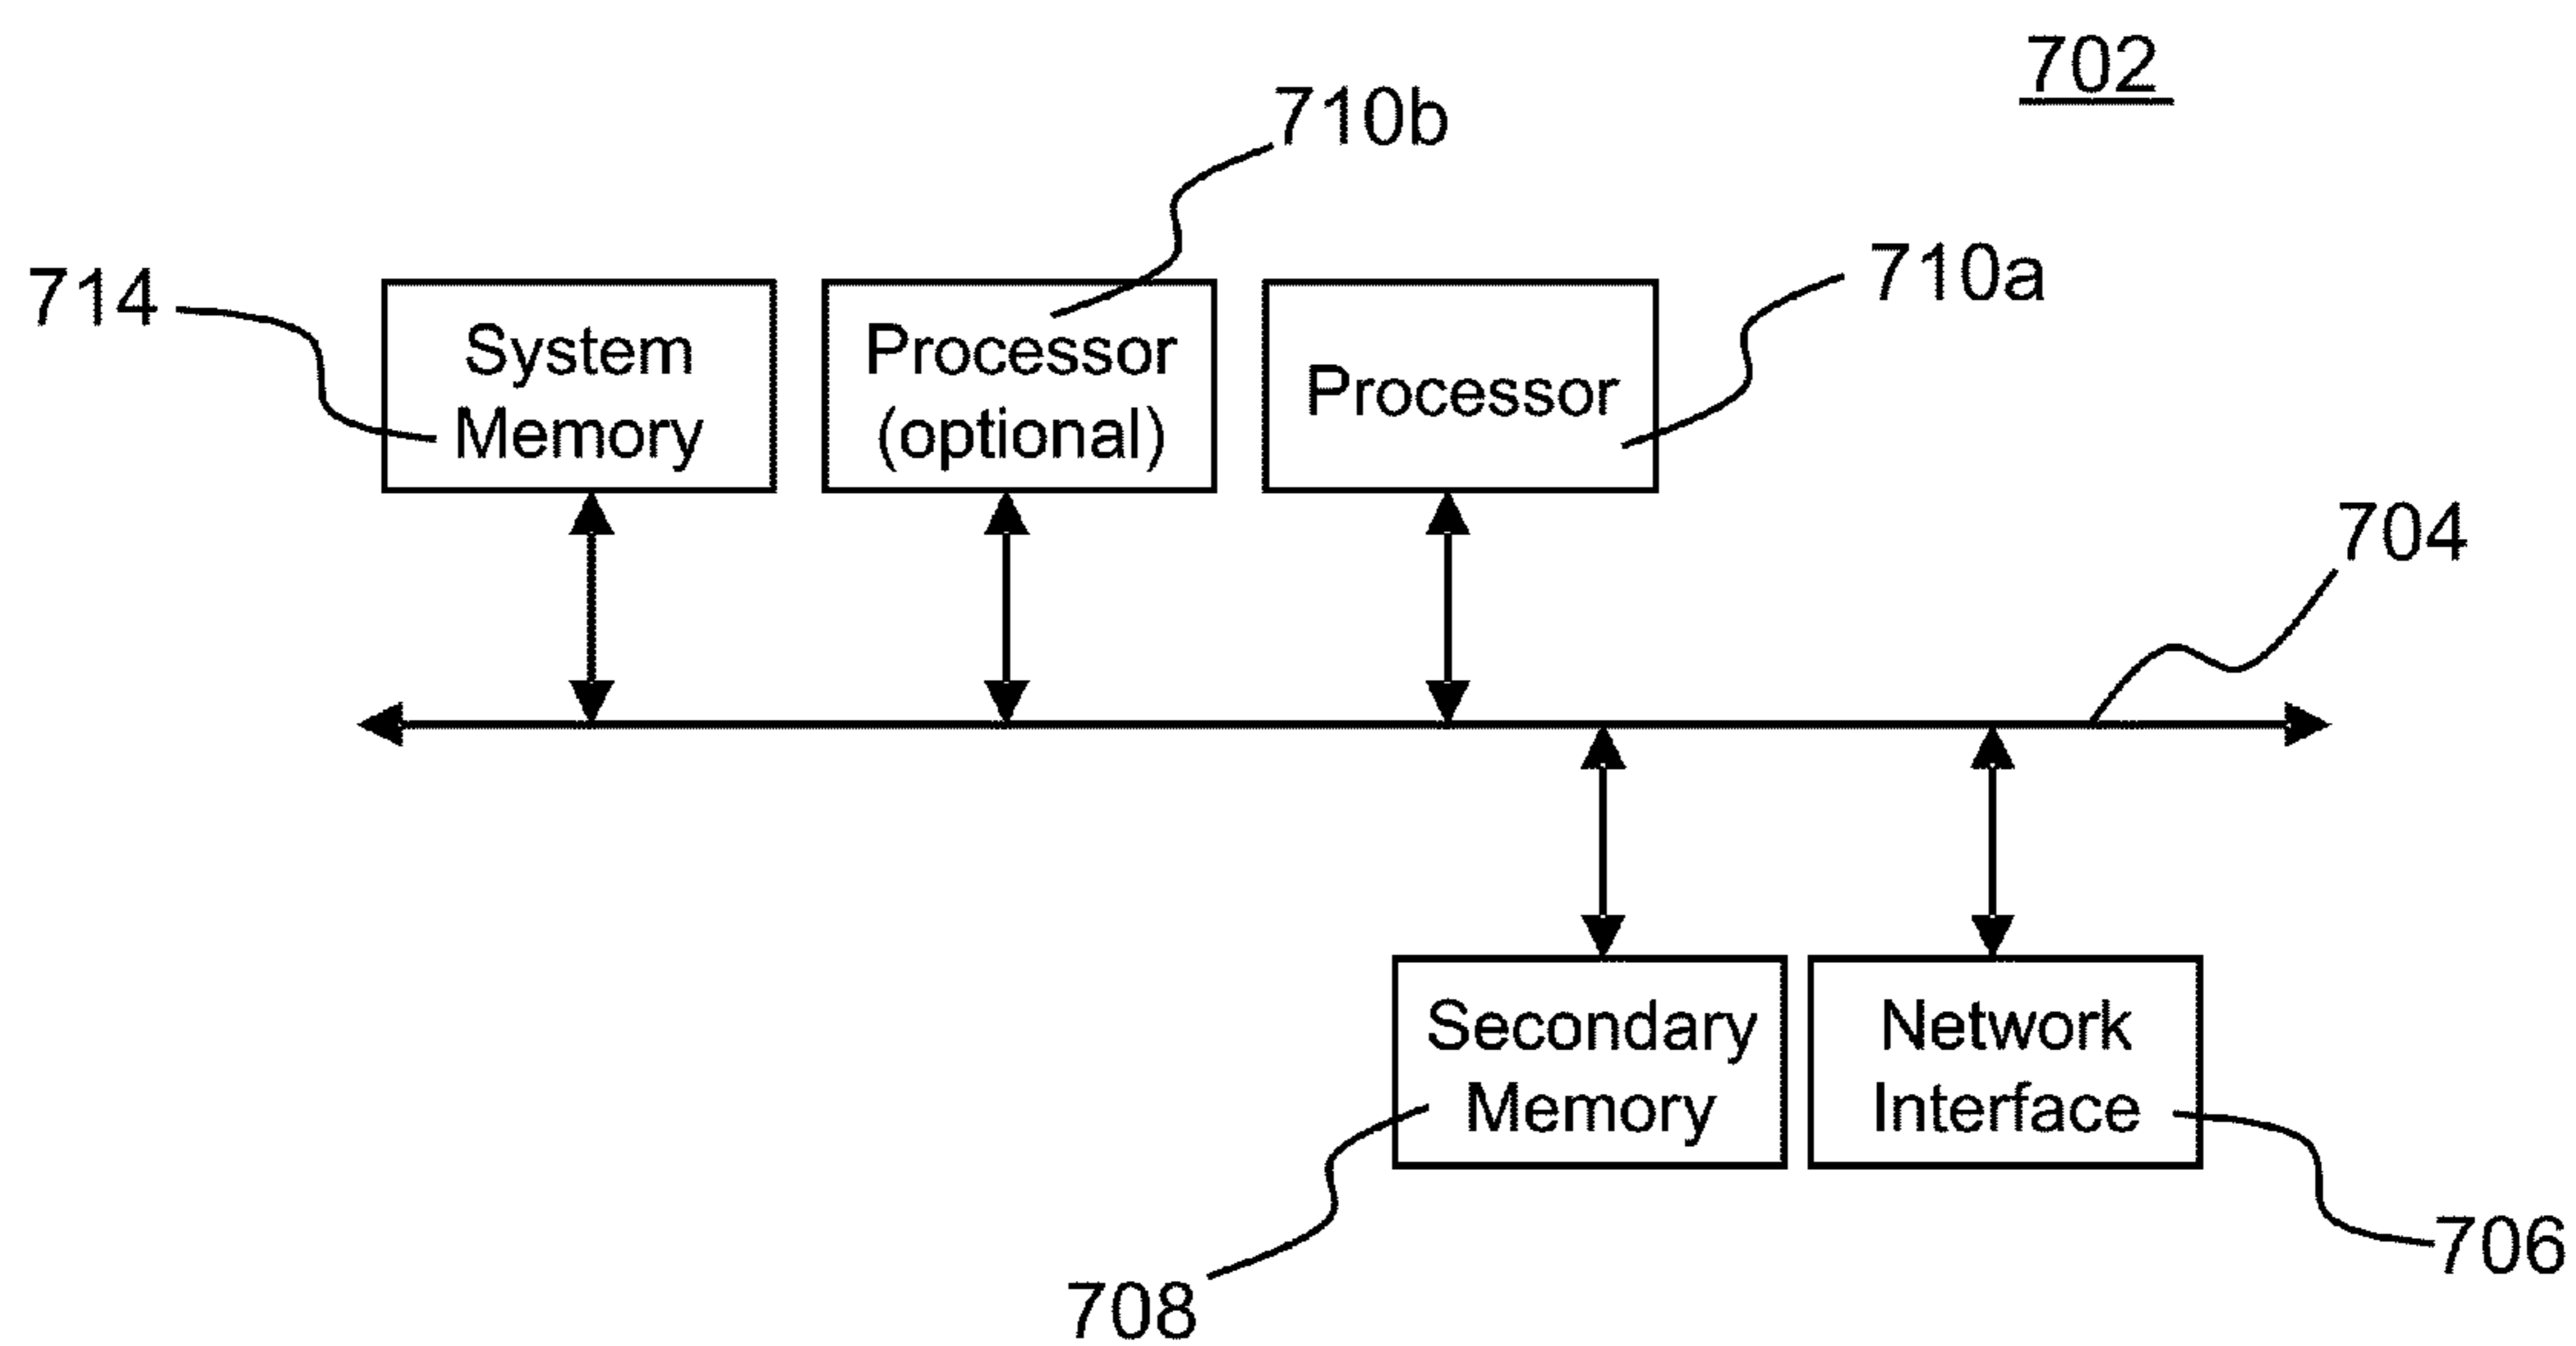 702
710b
710a
714
System
Memory
Processor
(optional)
Processor
704
Secondary
Memory
Network
Interface
706
708